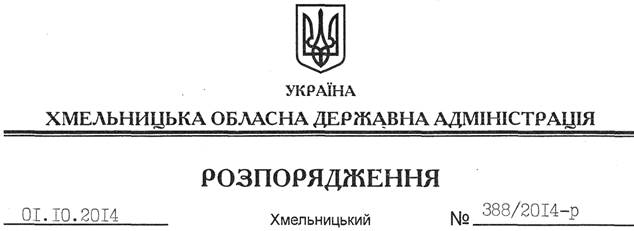 УКРАЇНА
ХМЕЛЬНИЦЬКА ОБЛАСНА ДЕРЖАВНА АДМІНІСТРАЦІЯ
РОЗПОРЯДЖЕННЯ
01.10.2014 Хмельницький № 388/2014-р